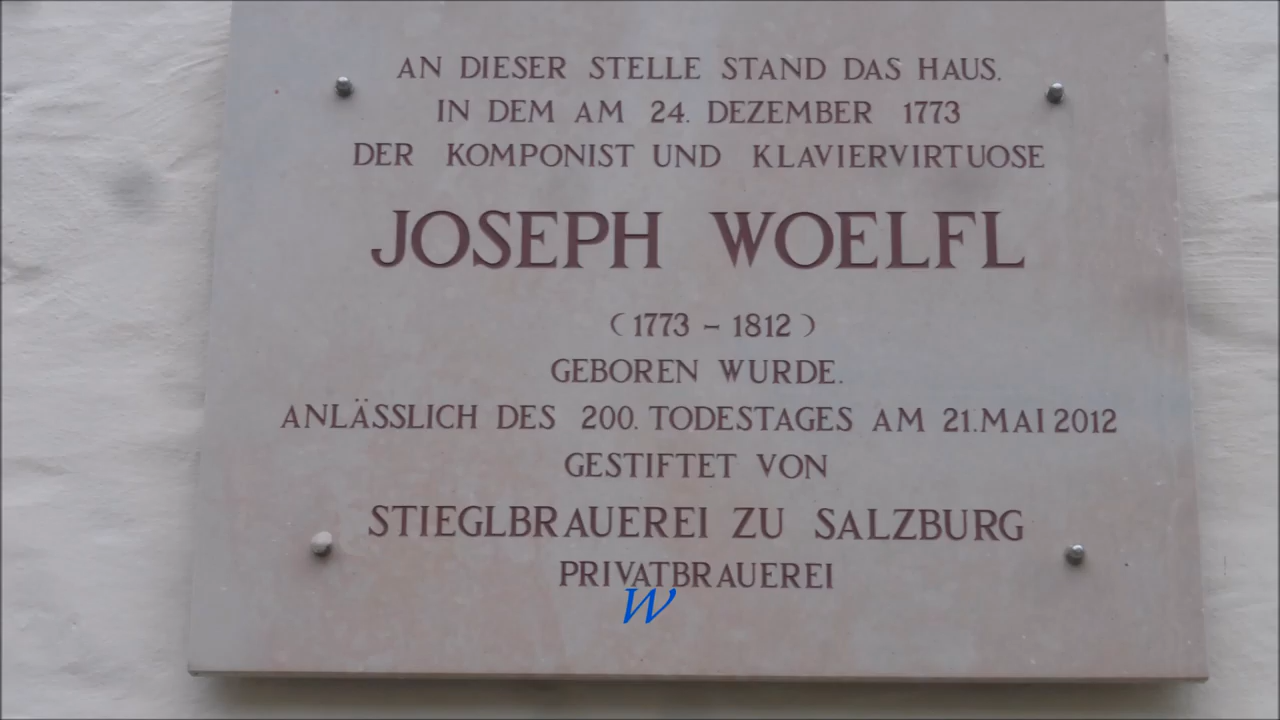 AN DIESER STELLE STAND DAS HAUS,
IN DEM AM 24. DEZEMBER 1773
DER KOMPONIST UND KLAVIERVIRTUOSE
JOSEPH WOELFL
(1773 – 1812)
GEBOREN WURDE.
ANLÄSSLICH DES 200. TODESTAGES AM 21. MAI 2012
GESTIFTET VON
STIEGLBRAUEREI ZU SALZBURG
PRIVATBRAUEREI
W